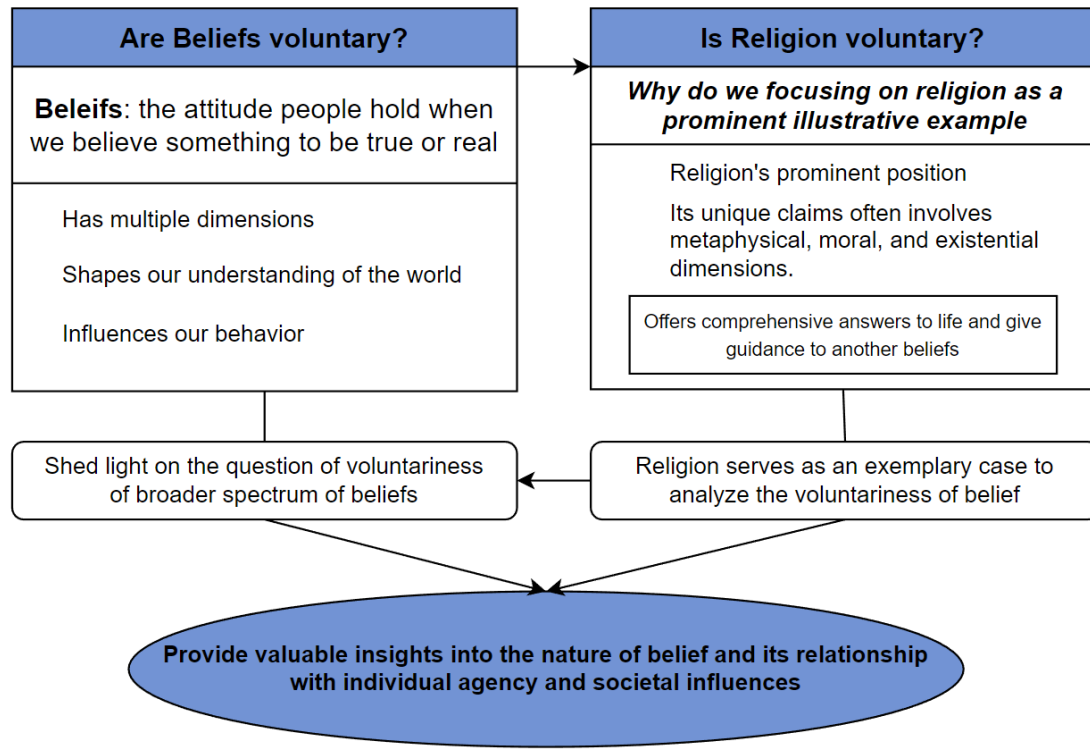 Are Beliefs voluntary?
Beleifs: the attitude people hold when
we believe something to be true or real
Has multiple dimensions
Shapes our understanding of the world
Influences our behavior
Is Religion voluntary?
Why do we focusing on religion as a
prominent illustrative example
Religion's prominent position
Its unique claims often involves
metaphysical, moral, and existential
dimensions.
Offers comprehensive answers to life and give
guidance to another beliefs
Shed light on the question of voluntariness
of broader spectrum of beliefs
Religion serves as an exemplary case to
analyze the voluntariness of belief
Provide valuable insights into the nature of belief and its relationship
with individual agency and societal influences